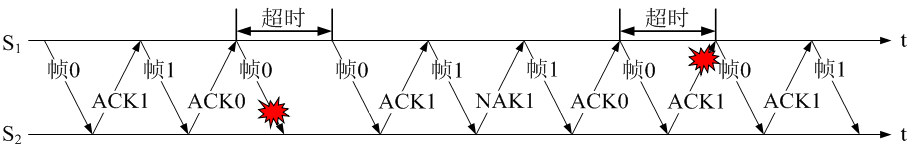 超时 超时
S1 t
帧0 帧1 帧0 帧0 帧1 帧1 帧0 帧0 帧1
ACK1 ACK0 ACK1 NAK1 ACK0 ACK1 ACK1
S2 t